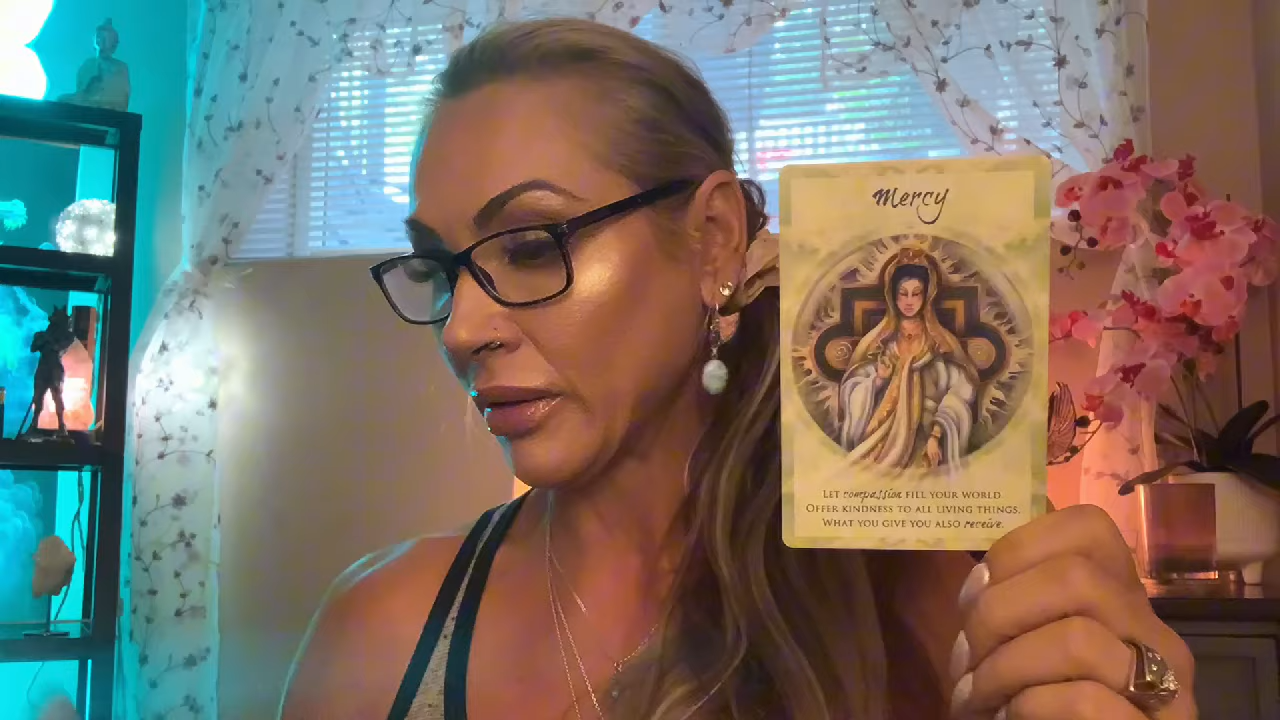 Mercy
LET compassion FILL YOUR WORLD.
OFFER KINDNESS TO ALL LIVING THINGS.
WHAT YOU GIVE YOU ALSO receive.